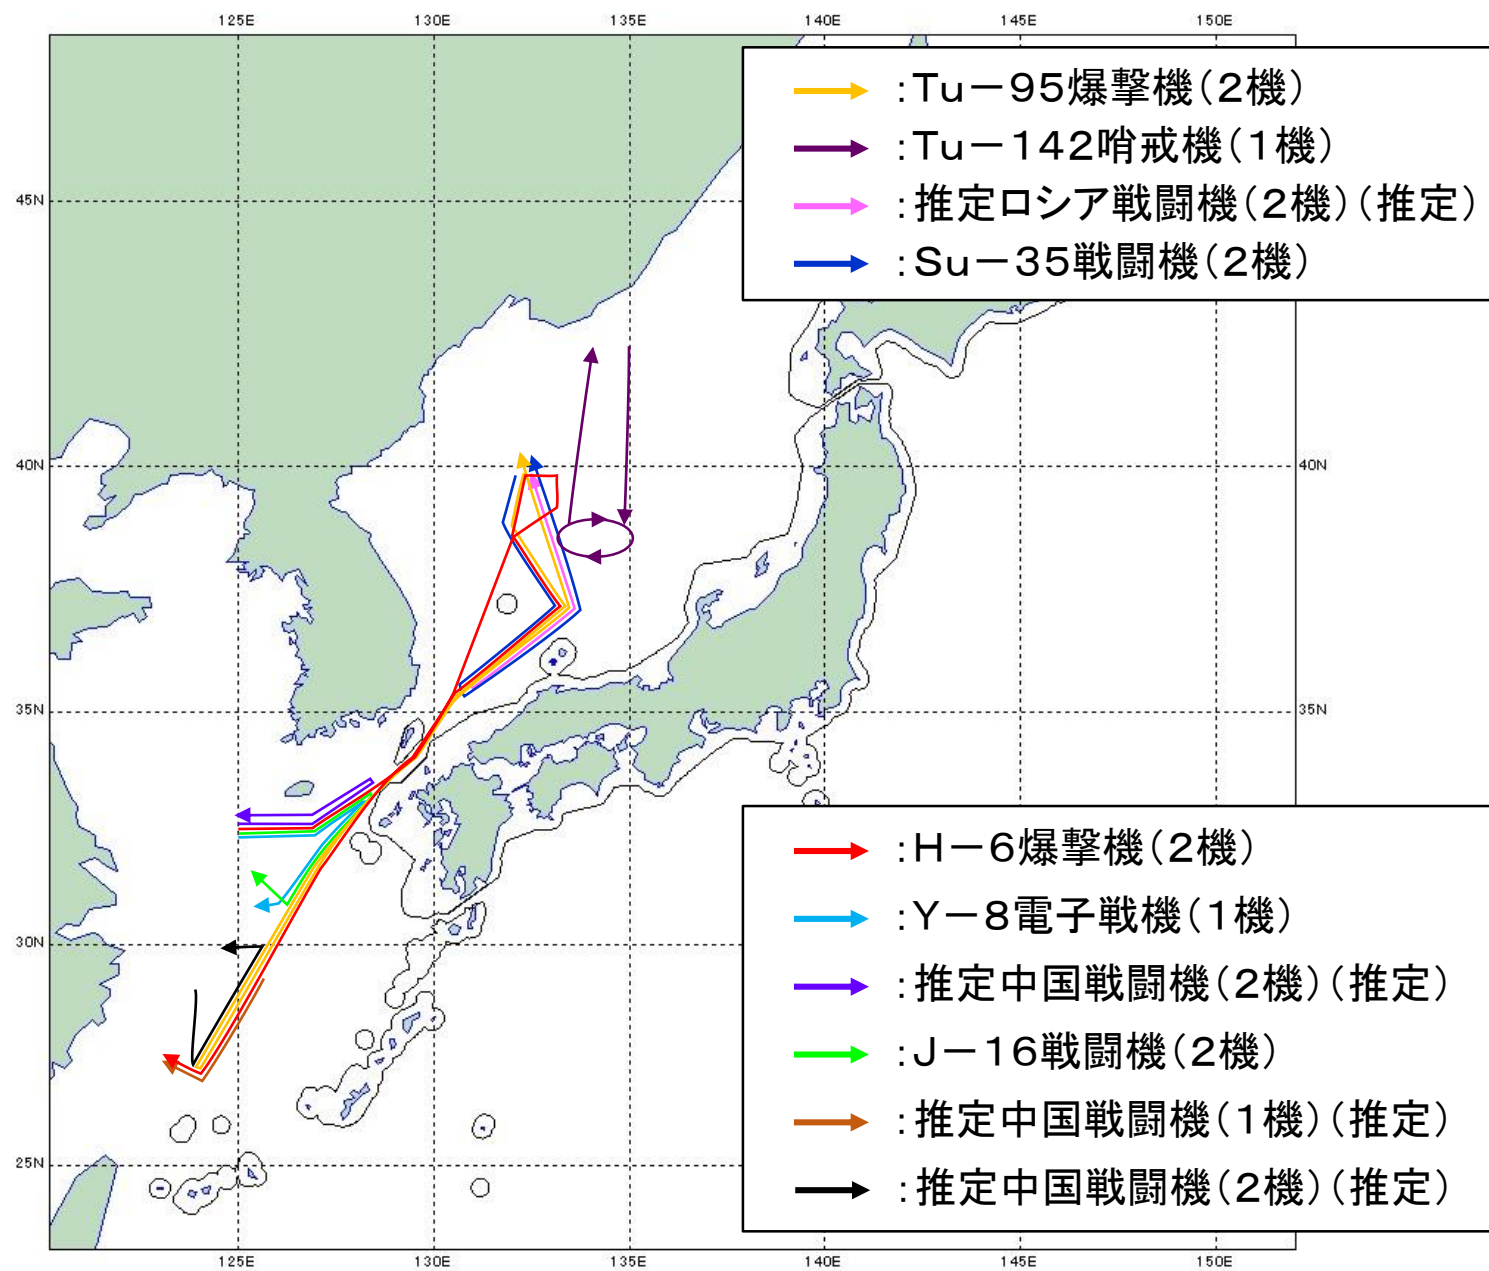 125E 130E 135E 140E 145E 150E
:Tu－95爆撃機(2機)
:Tu－142哨戒機(1機)
:推定ロシア戦闘機(2機)(推定)
:Su－35戦闘機(2機)
45N
40N 40N
35N 35N
:H－6爆撃機(2機)
:Y－8電子戦機(1機)
30N
:推定中国戦闘機(2機)(推定)
:J－16戦闘機(2機)
:推定中国戦闘機(1機)(推定)
25N
:推定中国戦闘機(2機)(推定)
125E 130E 135E 140E 145E 150E